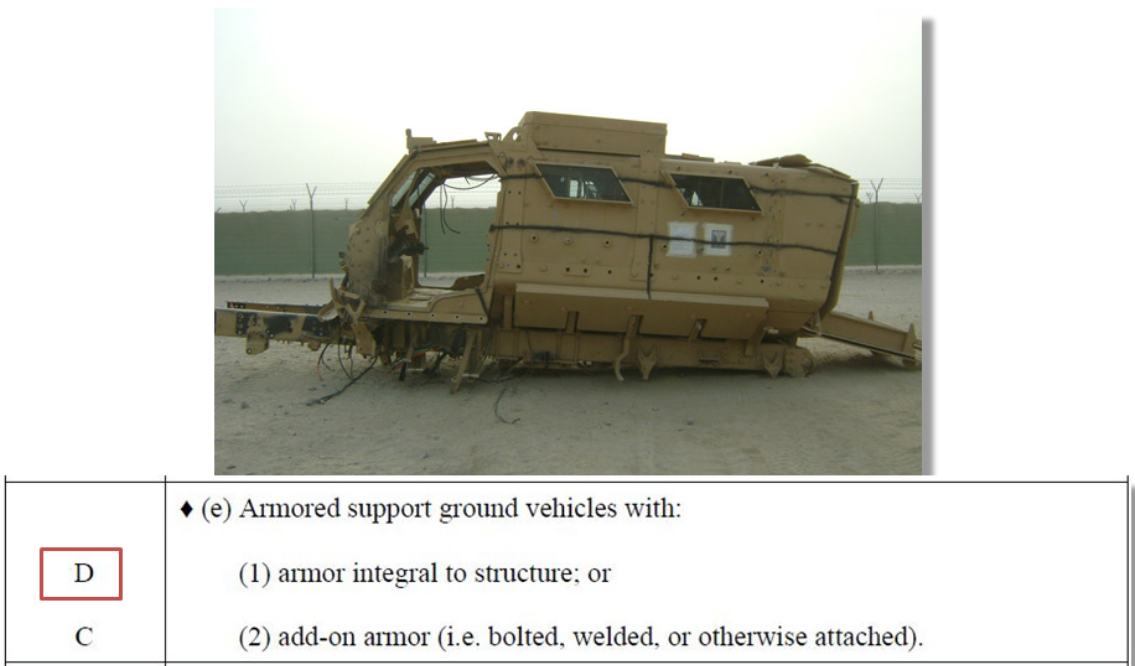 ♦ (e) Armored support ground vehicles with:
D (1) armor integral to structure; or
C (2) add-on armor (i.e. bolted, welded, or otherwise attached).